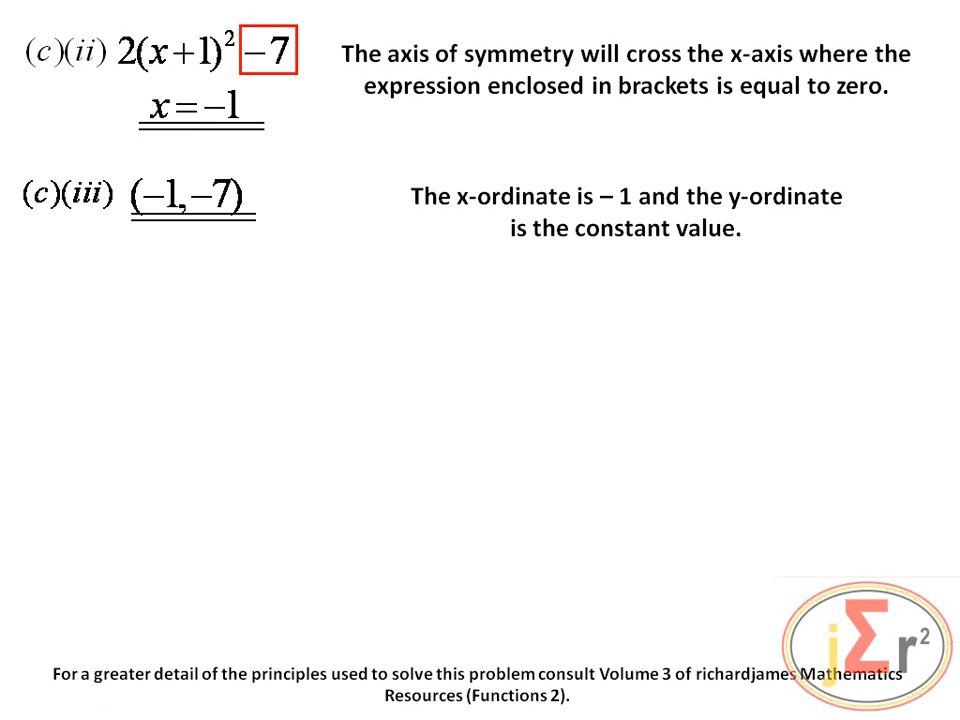 (c)(ii) 2(x+1)² −7
The axis of symmetry will cross the x-axis where the
expression enclosed in brackets is equal to zero.
x = −1
(c)(iii) (−1,−7)
The x-ordinate is – 1 and the y-ordinate
is the constant value.
jΣr²
For a greater detail of the principles used to solve this problem consult Volume 3 of richardjames Mathematics
Resources (Functions 2).